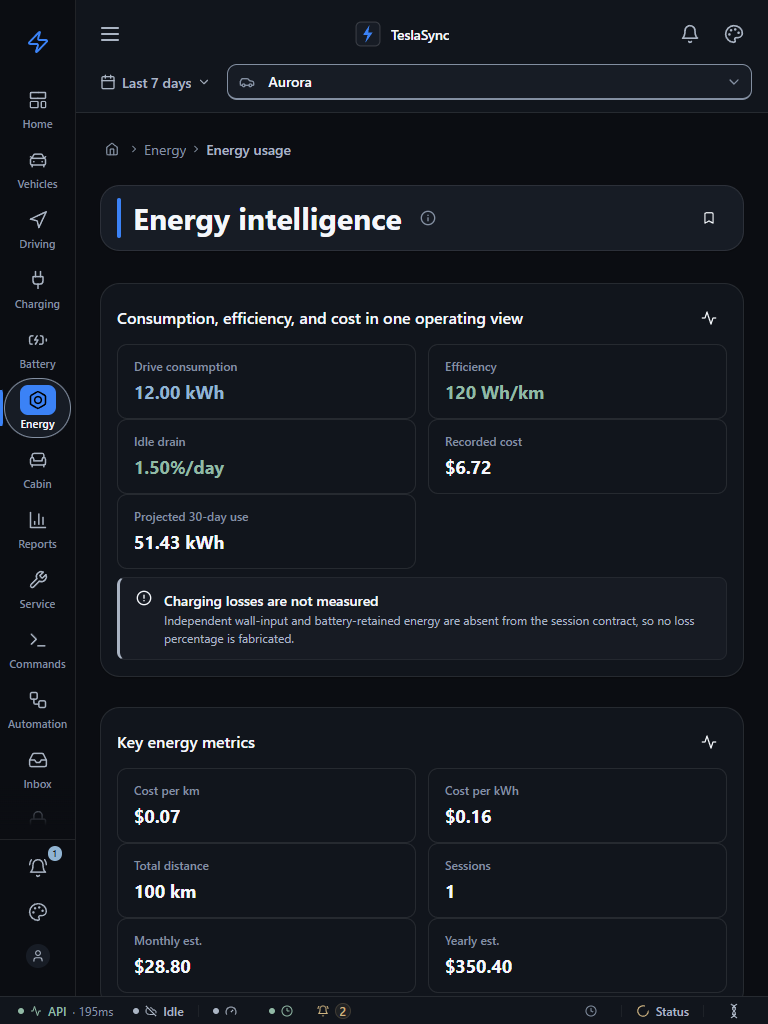 TeslaSync
Last 7 days
Aurora
Home
Vehicles
Driving
Charging
Battery
Energy
Cabin
Reports
Service
Commands
Automation
Inbox
1
Energy
Energy usage
Energy intelligence
Consumption, efficiency, and cost in one operating view
Drive consumption
12.00 kWh
Efficiency
120 Wh/km
Idle drain
1.50%/day
Recorded cost
$6.72
Projected 30-day use
51.43 kWh
Charging losses are not measured
Independent wall-input and battery-retained energy are absent from the session contract, so no loss
percentage is fabricated.
Key energy metrics
Cost per km
$0.07
Cost per kWh
$0.16
Total distance
100 km
Sessions
1
Monthly est.
$28.80
Yearly est.
$350.40
API · 195ms
Idle
2
Status